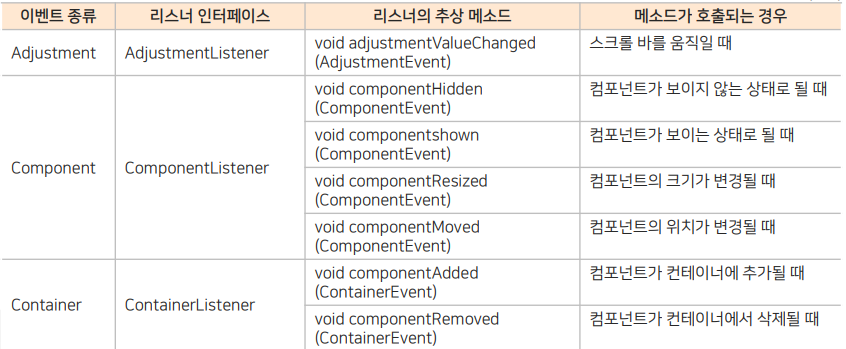 이벤트 종류 리스너 인터페이스 리스너의 추상 메소드 메소드가 호출되는 경우
Adjustment AdjustmentListener void adjustmentValueChanged
(AdjustmentEvent) 스크롤 바를 움직일 때
Component ComponentListener void componentHidden
(ComponentEvent) 컴포넌트가 보이지 않는 상태로 될 때
void componentshown
(ComponentEvent) 컴포넌트가 보이는 상태로 될 때
void componentResized
(ComponentEvent) 컴포넌트의 크기가 변경될 때
void componentMoved
(ComponentEvent) 컴포넌트의 위치가 변경될 때
Container ContainerListener void componentAdded
(ContainerEvent) 컴포넌트가 컨테이너에 추가될 때
void componentRemoved
(ContainerEvent) 컴포넌트가 컨테이너에서 삭제될 때